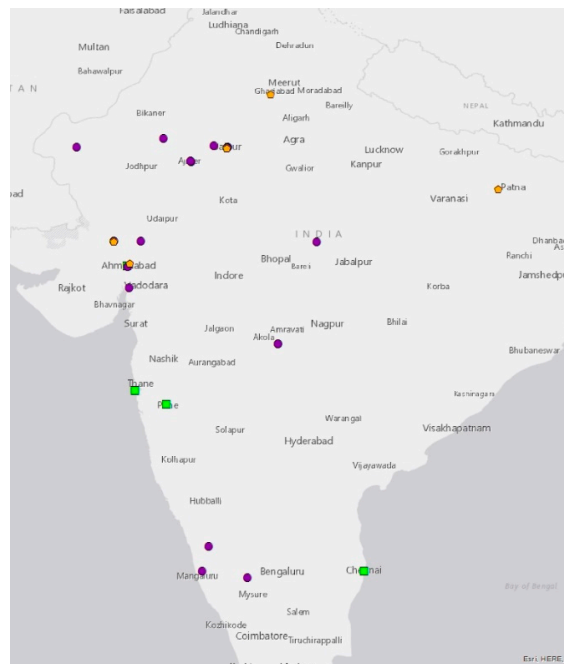 Faisalabad
Jalandhar
Ludhiana
Chandigarh
Multan
Dehradun
Bahawalpur
Meerut
TAN
Moradabad
Bareilly
Bikaner
Aligarh
NEPAL
Kathmandu
Agra
Lucknow
Gorakhpur
Jodhpur
Gwalior
Kanpur
Patna
Kota
Varanasi
Udaipur
INDIA
Dhanbad
Bhopal
Jabalpur
Ranchi
Indore
Jamshedpu
Rajkot
Vadodara
Korba
Bhavnagar
Surat
Jalgaon
Akola
Amravati
Nagpur
Bhilai
Nashik
Aurangabad
Bhubaneswar
Thane
Warangal
Solapur
Visakhapatnam
Hyderabad
Kolhapur
Vijayawada
Hubballi
Mangaluru
Bengaluru
Mysure
Bay of Bengal
Salem
Kozhikode
Coimbatore
Tiruchirappalli
Esri, HERE,